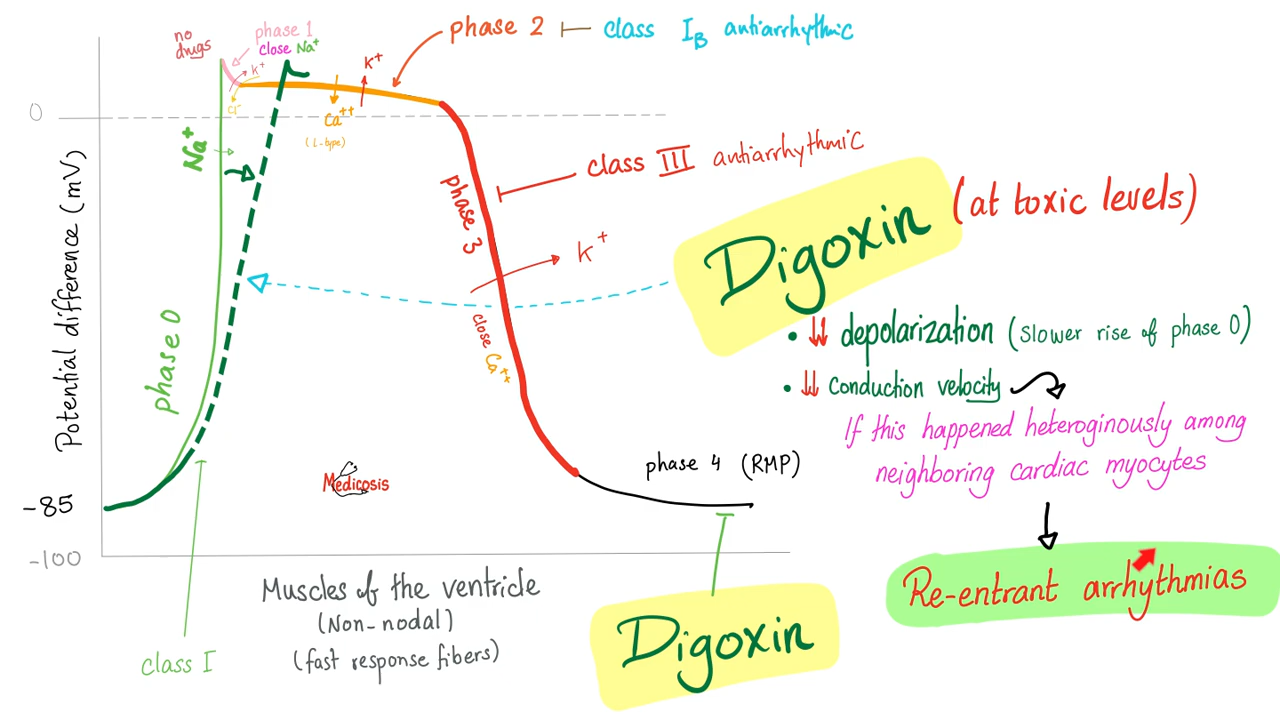 no
drugs
phase 1
close Na⁺
K⁺
Cl⁻
phase 2
class I_B antiarrhythmic
K⁺
Ca⁺⁺
(L-type)
0
Na⁺
class III antiarrhythmic
phase 3
K⁺
close Ca⁺⁺
Digoxin (at toxic levels)
• ↓↓ depolarization (slower rise of phase 0)
• ↓↓ conduction velocity
If this happened heteroginously among
neighboring cardiac myocytes
Re-entrant arrhythmias
Potential difference (mV)
phase 0
Medicosis
phase 4 (RMP)
-85
-100
Muscles of the ventricle
(Non-nodal)
(fast response fibers)
class I
Digoxin